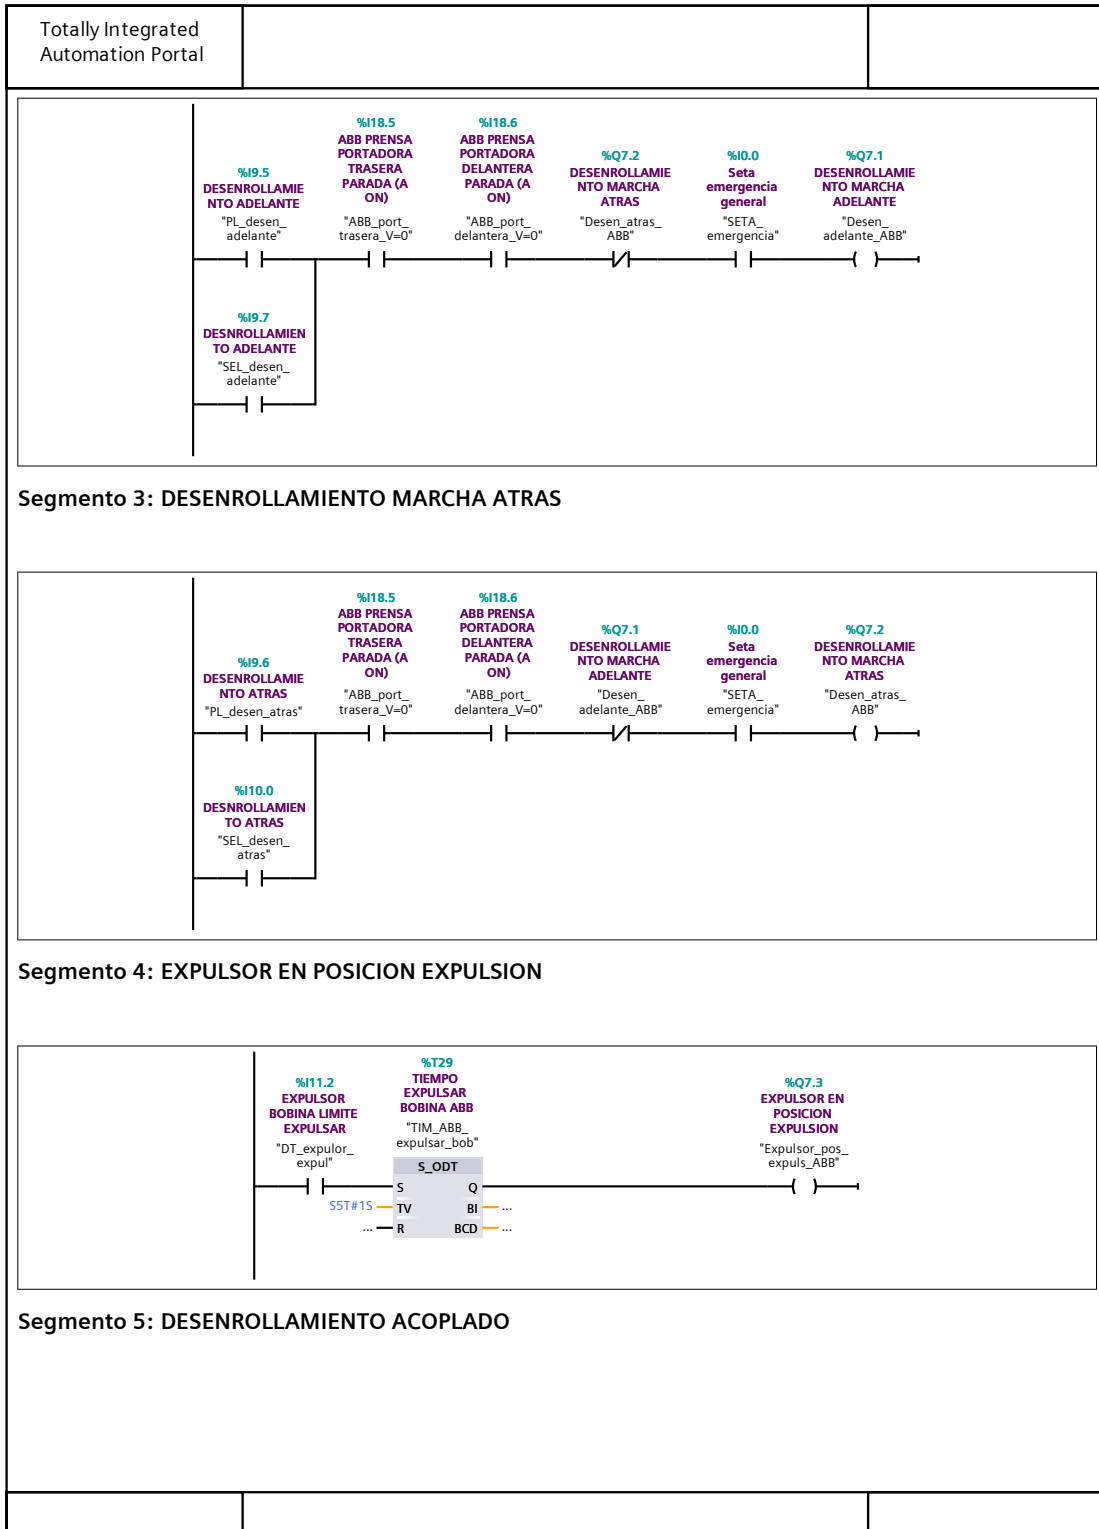 Totally Integrated
Automation Portal
%I9.5
DESENROLLAMIE
NTO ADELANTE
"PL_desen_
adelante"
%I18.5
ABB PRENSA
PORTADORA
TRASERA
PARADA (A
ON)
"ABB_port_
trasera_V=0"
%I18.6
ABB PRENSA
PORTADORA
DELANTERA
PARADA (A
ON)
"ABB_port_
delantera_V=0"
%Q7.2
DESENROLLAMIE
NTO MARCHA
ATRAS
"Desen_atras_
ABB"
%I0.0
Seta
emergencia
general
"SETA_
emergencia"
%Q7.1
DESENROLLAMIE
NTO MARCHA
ADELANTE
"Desen_
adelante_ABB"
%I9.7
DESNROLLAMIEN
TO ADELANTE
"SEL_desen_
adelante"
Segmento 3: DESENROLLAMIENTO MARCHA ATRAS
%I9.6
DESENROLLAMIE
NTO ATRAS
"PL_desen_atras"
%I18.5
ABB PRENSA
PORTADORA
TRASERA
PARADA (A
ON)
"ABB_port_
trasera_V=0"
%I18.6
ABB PRENSA
PORTADORA
DELANTERA
PARADA (A
ON)
"ABB_port_
delantera_V=0"
%Q7.1
DESENROLLAMIE
NTO MARCHA
ADELANTE
"Desen_
adelante_ABB"
%I0.0
Seta
emergencia
general
"SETA_
emergencia"
%Q7.2
DESENROLLAMIE
NTO MARCHA
ATRAS
"Desen_atras_
ABB"
%I10.0
DESNROLLAMIEN
TO ATRAS
"SEL_desen_
atras"
Segmento 4: EXPULSOR EN POSICION EXPULSION
%I11.2
EXPULSOR
BOBINA LIMITE
EXPULSAR
"DT_expulor_
expul"
%T29
TIEMPO
EXPULSAR
BOBINA ABB
"TIM_ABB_
expulsar_bob"
S_ODT
S Q
S5T#1S TV BI ...
... R BCD ...
%Q7.3
EXPULSOR EN
POSICION
EXPULSION
"Expulsor_pos_
expuls_ABB"
Segmento 5: DESENROLLAMIENTO ACOPLADO